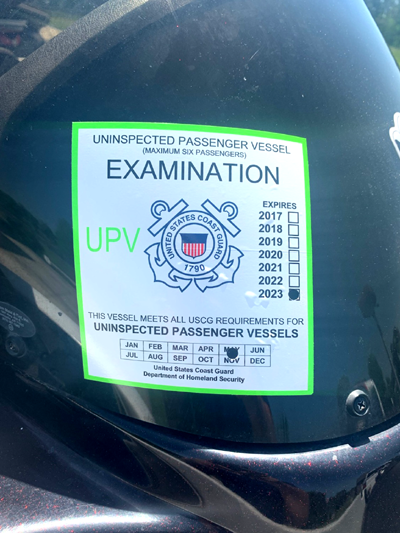 UNINSPECTED PASSENGER VESSEL
(MAXIMUM SIX PASSENGERS)
EXAMINATION
EXPIRES
2017
2018
2019
2020
2021
2022
2023
UPV
UNITED STATES COAST GUARD
1790
THIS VESSEL MEETS ALL USCG REQUIREMENTS FOR
UNINSPECTED PASSENGER VESSELS
JAN FEB MAR APR MAY JUN
JUL AUG SEP OCT NOV DEC
United States Coast Guard
Department of Homeland Security